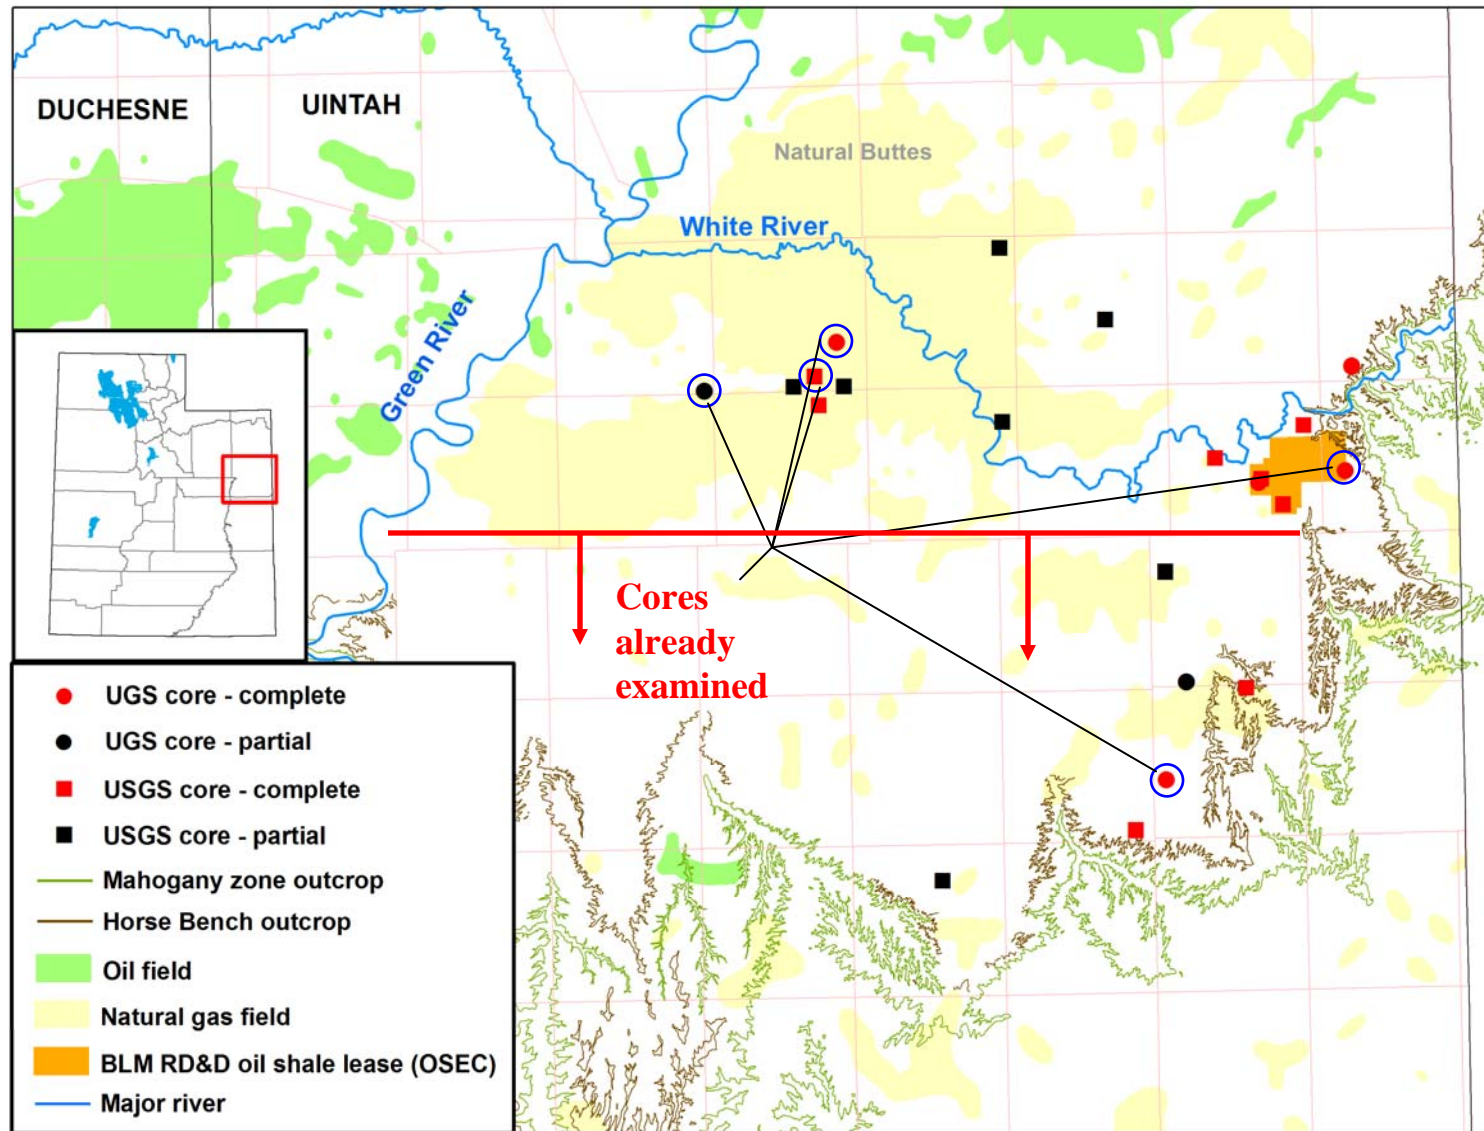 DUCHESNE
UINTAH
Natural Buttes
White River
Green River
Cores
already
examined
UGS core - complete
UGS core - partial
USGS core - complete
USGS core - partial
Mahogany zone outcrop
Horse Bench outcrop
Oil field
Natural gas field
BLM RD&D oil shale lease (OSEC)
Major river